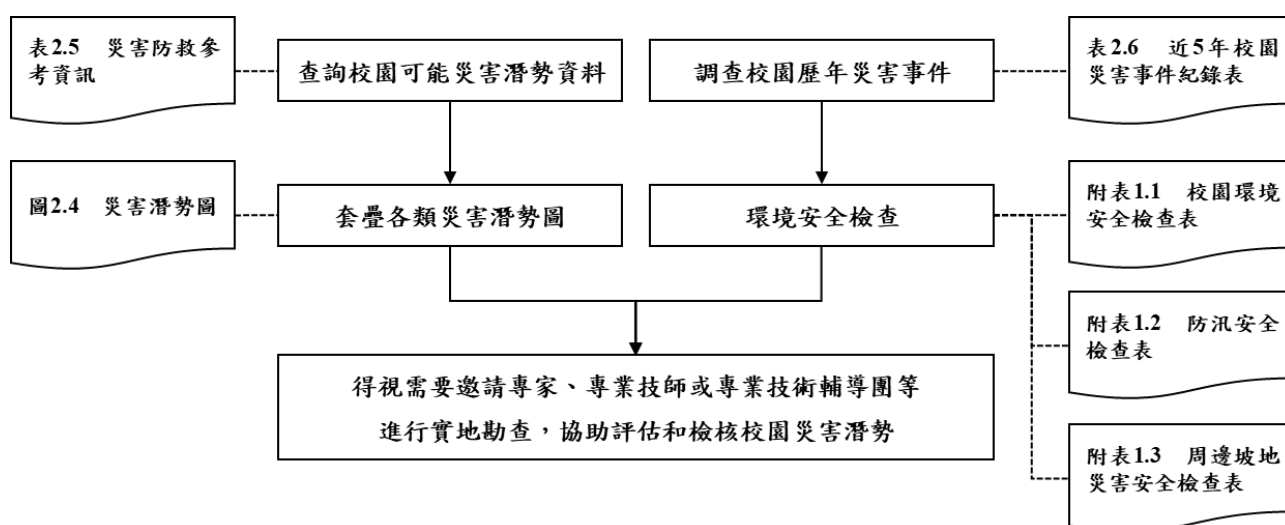 表2.5 災害防救參
考資訊
查詢校園可能災害潛勢資料
調查校園歷年災害事件
表2.6 近5年校園
災害事件紀錄表
圖2.4 災害潛勢圖
套疊各類災害潛勢圖
環境安全檢查
附表1.1 校園環境
安全檢查表
附表1.2 防汛安全
檢查表
得視需要邀請專家、專業技師或專業技術輔導團等
進行實地勘查，協助評估和檢核校園災害潛勢
附表1.3 周邊坡地
災害安全檢查表